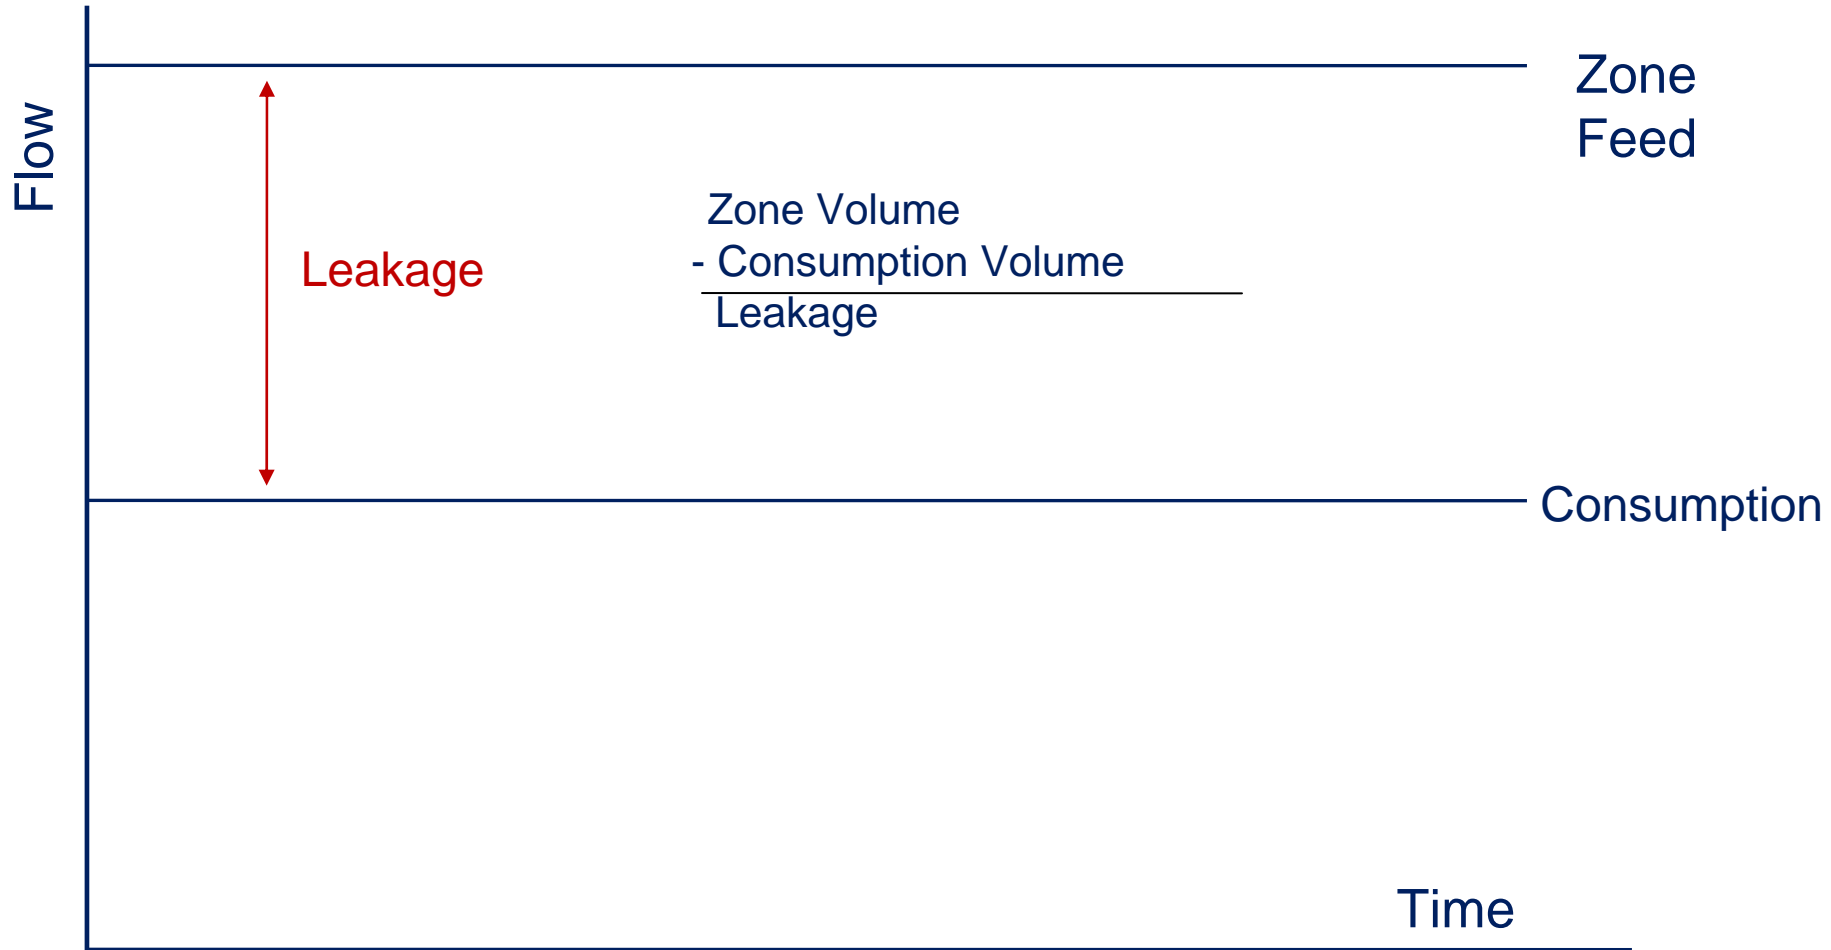 Flow
Zone
Feed
Zone Volume
- Consumption Volume
Leakage
Leakage
Consumption
Time